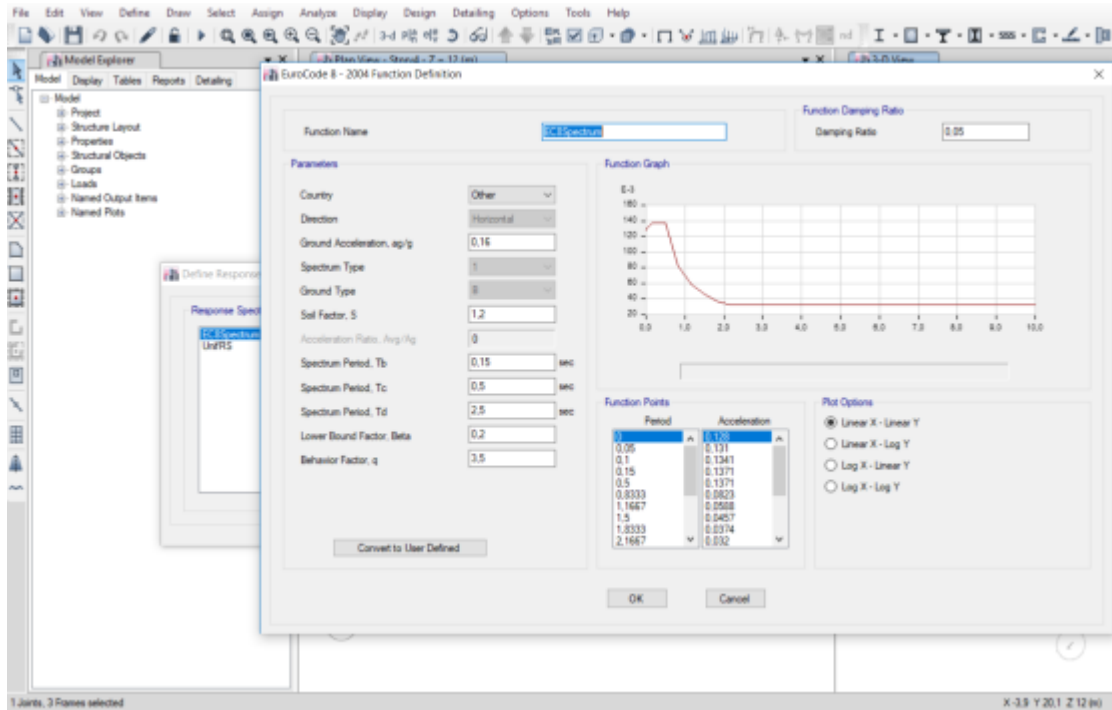 File Edit View Define Draw Select Assign Analyze Display Design Detailing Options Tools Help
Model Explorer
Plan View - Story4 - Z = 12 (m)
3-D View
Model Display Tables Reports Detailing
Model
Project
Structure Layout
Properties
Structural Objects
Groups
Loads
Named Output Items
Named Plots
Define Response
Response Spect
EC8Spectrum
UnifRS
EuroCode 8 - 2004 Function Definition
Function Name EC8Spectrum
Function Damping Ratio
Damping Ratio 0,05
Parameters
Country Other
Direction Horizontal
Ground Acceleration, ag/g 0,16
Spectrum Type 1
Ground Type B
Soil Factor, S 1,2
Acceleration Ratio, Avg/Ag 0
Spectrum Period, Tb 0,15 sec
Spectrum Period, Tc 0,5 sec
Spectrum Period, Td 2,5 sec
Lower Bound Factor, Beta 0,2
Behavior Factor, q 3,5
Convert to User Defined
Function Graph
E-3
160
140
120
100
80
60
40
20
0,0 1,0 2,0 3,0 4,0 5,0 6,0 7,0 8,0 9,0 10,0
Function Points
Period Acceleration
0 0,128
0,05 0,131
0,1 0,1341
0,15 0,1371
0,5 0,1371
0,8333 0,0823
1,1667 0,0588
1,5 0,0457
1,8333 0,0374
2,1667 0,032
Plot Options
Linear X - Linear Y
Linear X - Log Y
Log X - Linear Y
Log X - Log Y
OK Cancel
1 Joints, 3 Frames selected
X -3,9 Y 20,1 Z 12 (m)